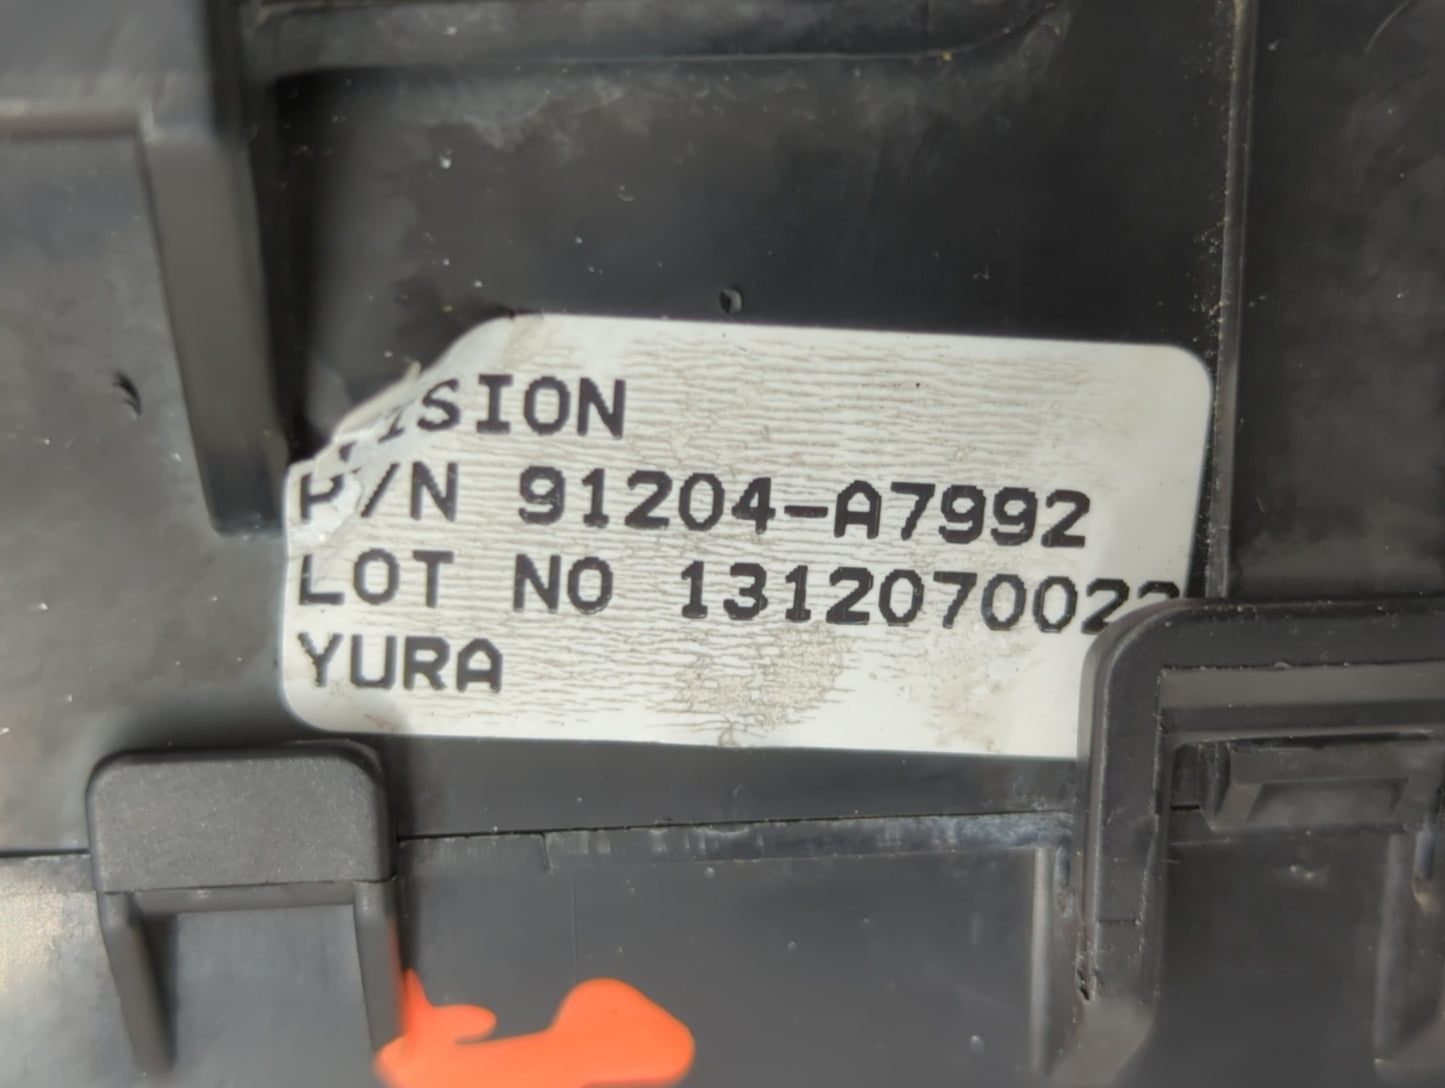 ISION
P/N 91204-A7992
LOT NO 131207002
YURA